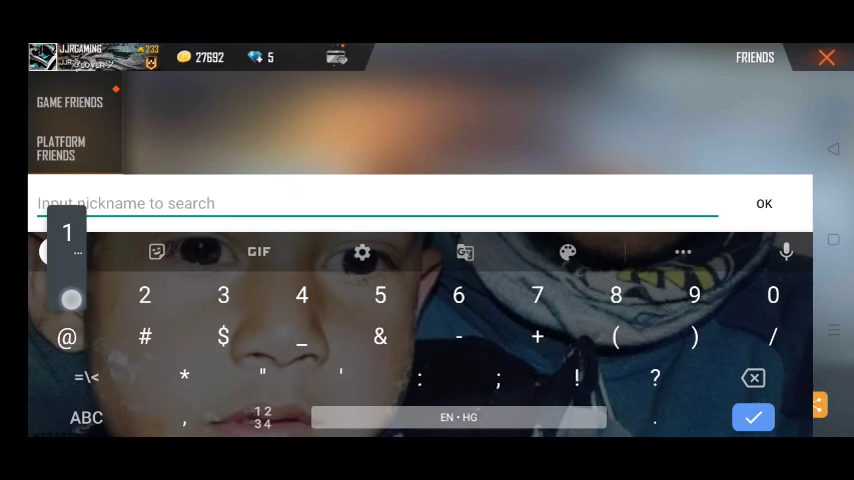 JJRGAMING
233
27692
5
FRIENDS
GAME FRIENDS
PLATFORM
FRIENDS
Input nickname to search
OK
1
...
GIF
2 3 4 5 6 7 8 9 0
@ # $ _ & - + ( ) /
=\< * " ' : ; ! ?
ABC , 12
34 EN • HG .